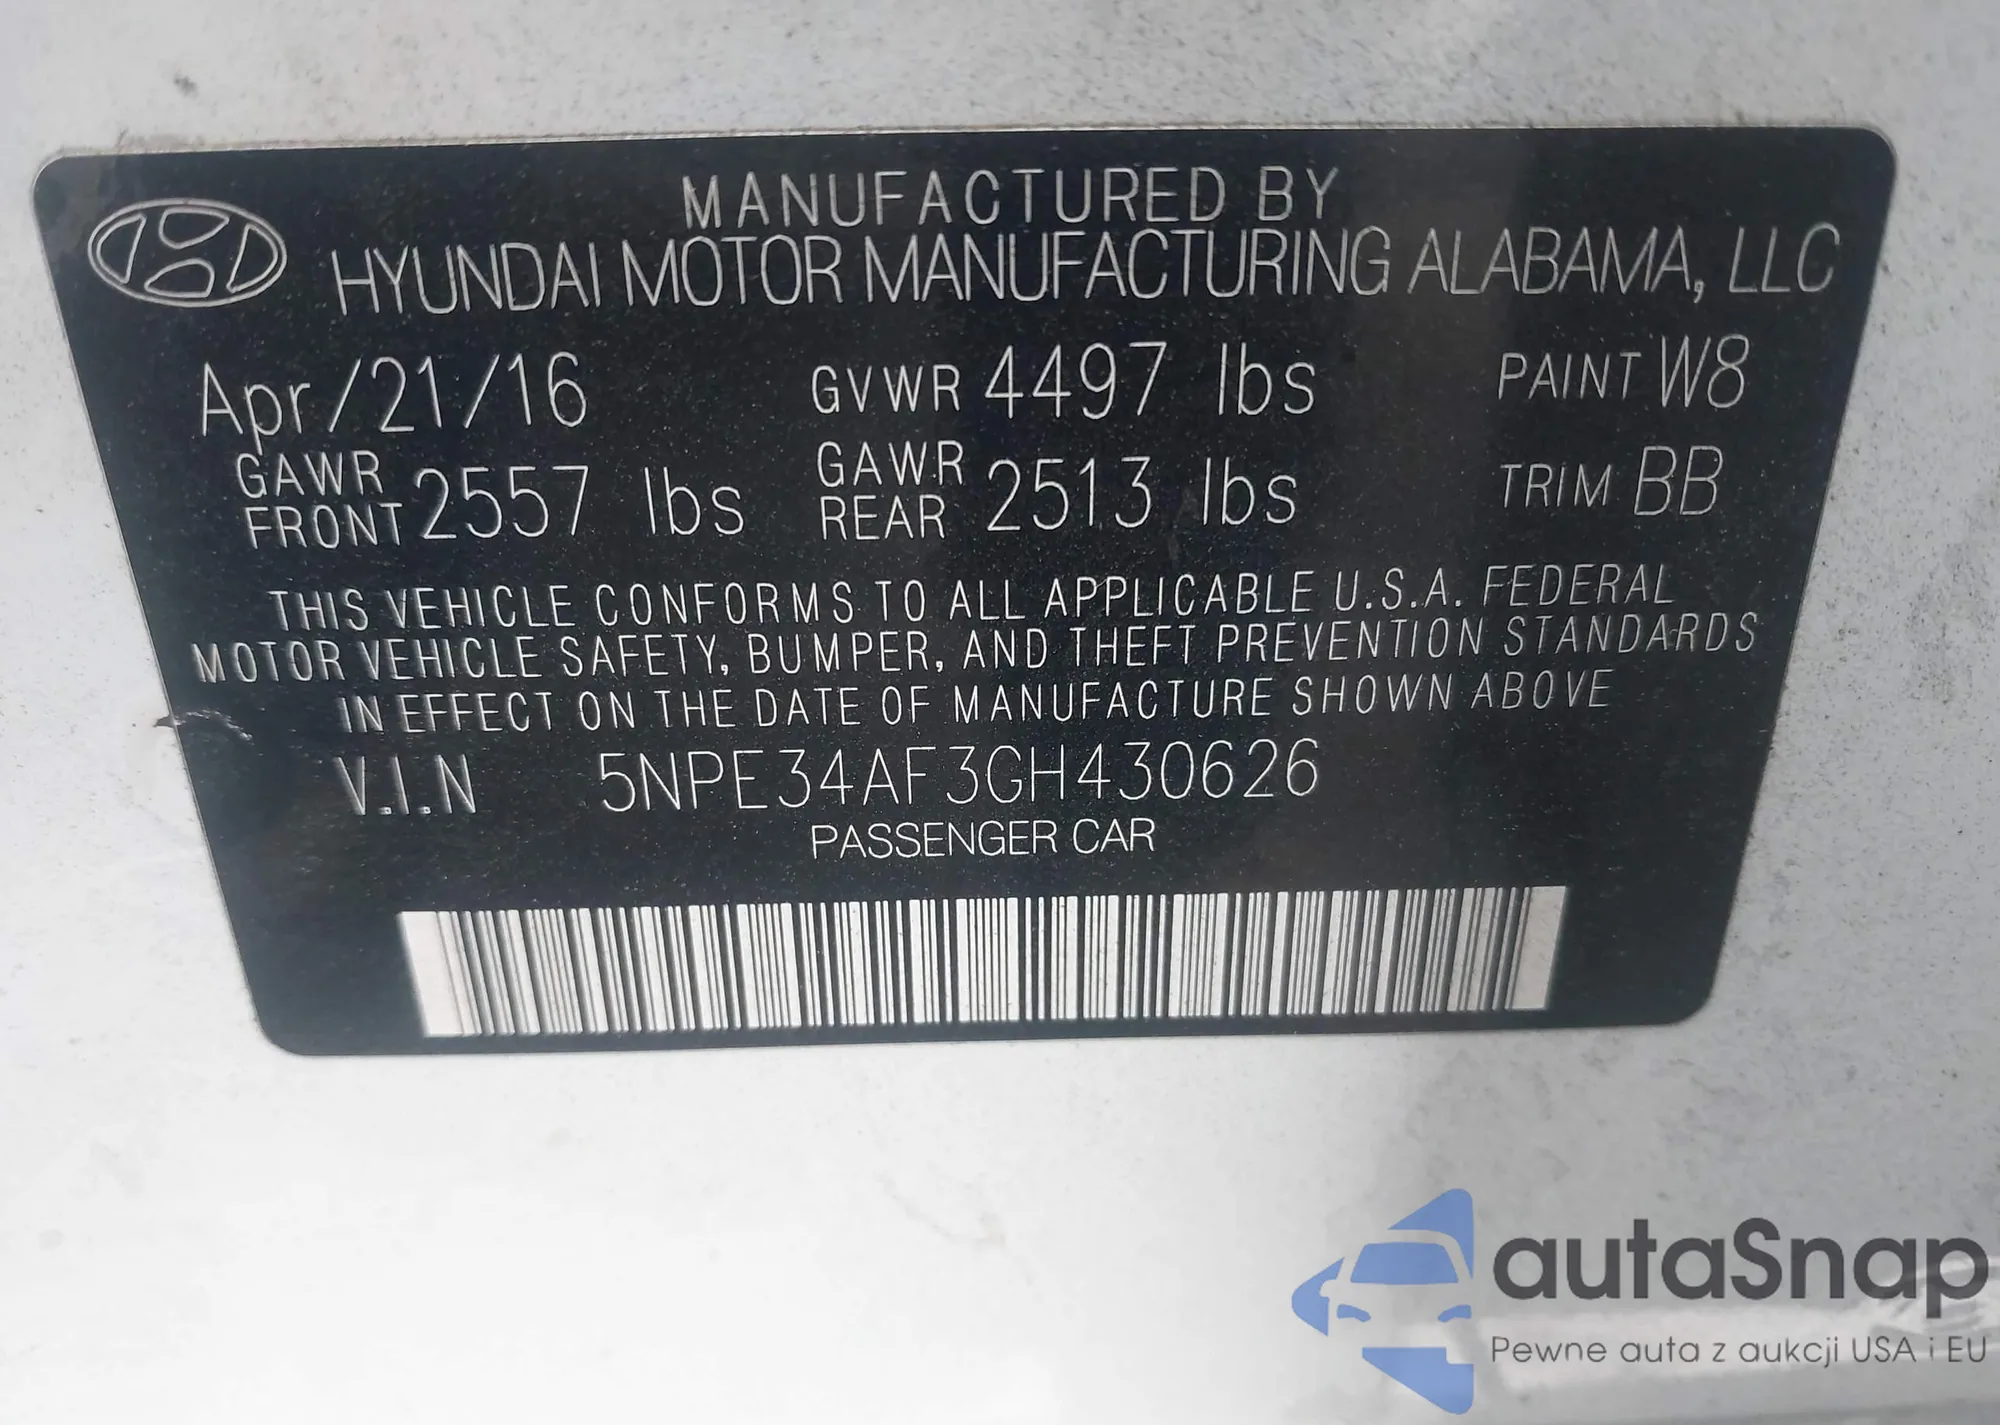 MANUFACTURED BY
HYUNDAI MOTOR MANUFACTURING ALABAMA, LLC
Apr/21/16 GVWR 4497 lbs PAINT W8
GAWR FRONT 2557 lbs GAWR REAR 2513 lbs TRIM BB
THIS VEHICLE CONFORMS TO ALL APPLICABLE U.S.A. FEDERAL
MOTOR VEHICLE SAFETY, BUMPER, AND THEFT PREVENTION STANDARDS
IN EFFECT ON THE DATE OF MANUFACTURE SHOWN ABOVE
V.I.N 5NPE34AF3GH430626
PASSENGER CAR
autaSnap
Pewne auta z aukcji USA i EU